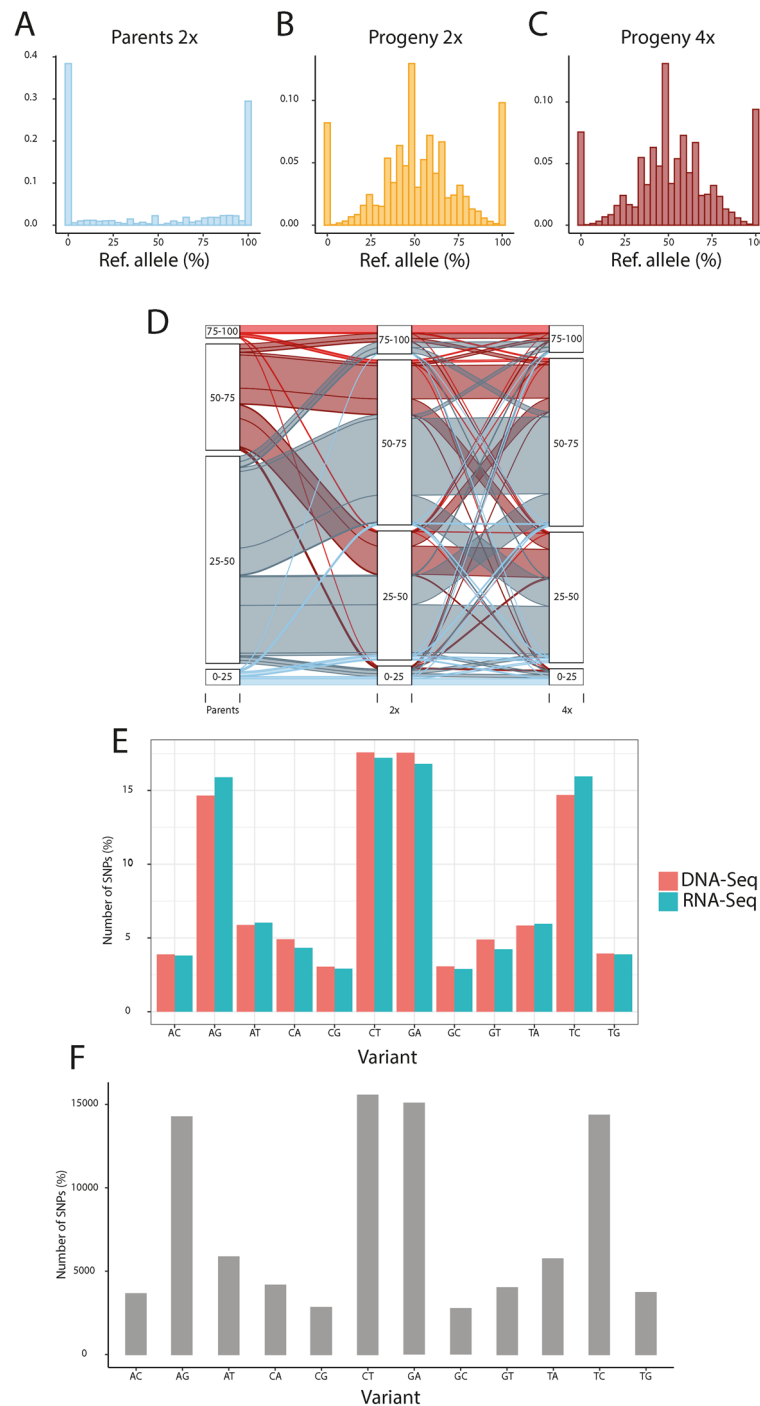 A B C
Parents 2x Progeny 2x Progeny 4x
0.4
0.3
0.2
0.1
0.0
0 25 50 75 100
Ref. allele (%)
0.10
0.05
0.00
0 25 50 75 100
Ref. allele (%)
0.10
0.05
0.00
0 25 50 75 100
Ref. allele (%)
D
75-100 75-100 75-100
50-75 50-75 50-75
25-50 25-50 25-50
0-25 0-25 0-25
Parents 2x 4x
E
Number of SNPs (%)
15
10
5
0
AC AG AT CA CG CT GA GC GT TA TC TG
Variant
DNA-Seq
RNA-Seq
F
Number of SNPs (%)
15000
10000
5000
0
AC AG AT CA CG CT GA GC GT TA TC TG
Variant